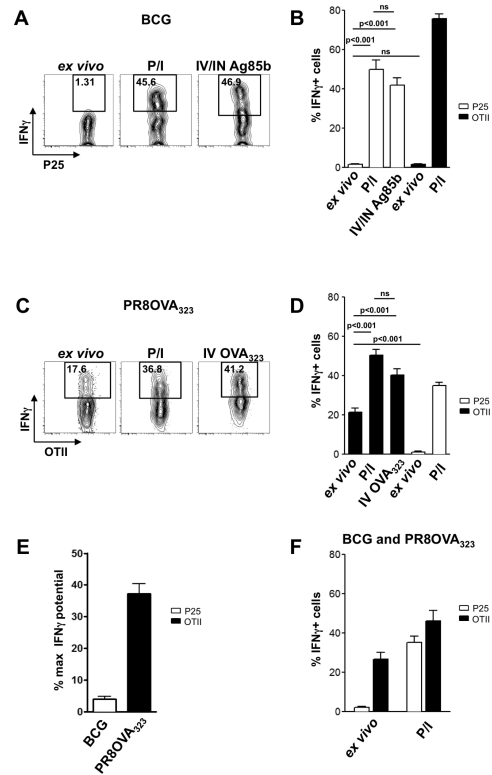 A
BCG
ex vivo
P/I
IV/IN Ag85b
1.31
45.6
46.9
IFNγ
P25
B
ns
p<0.001
p<0.001
ns
80
60
40
20
0
% IFNγ+ cells
P25
OTII
ex vivo
P/I
IV/IN Ag85b
ex vivo
P/I
C
PR8OVA323
ex vivo
P/I
IV OVA323
17.6
36.8
41.2
IFNγ
OTII
D
ns
p<0.001
p<0.001
p<0.001
80
60
40
20
0
% IFNγ+ cells
P25
OTII
ex vivo
P/I
IV OVA323
ex vivo
P/I
E
50
40
30
20
10
0
% max IFNγ potential
P25
OTII
BCG
PR8OVA323
F
BCG and PR8OVA323
80
60
40
20
0
% IFNγ+ cells
P25
OTII
ex vivo
P/I